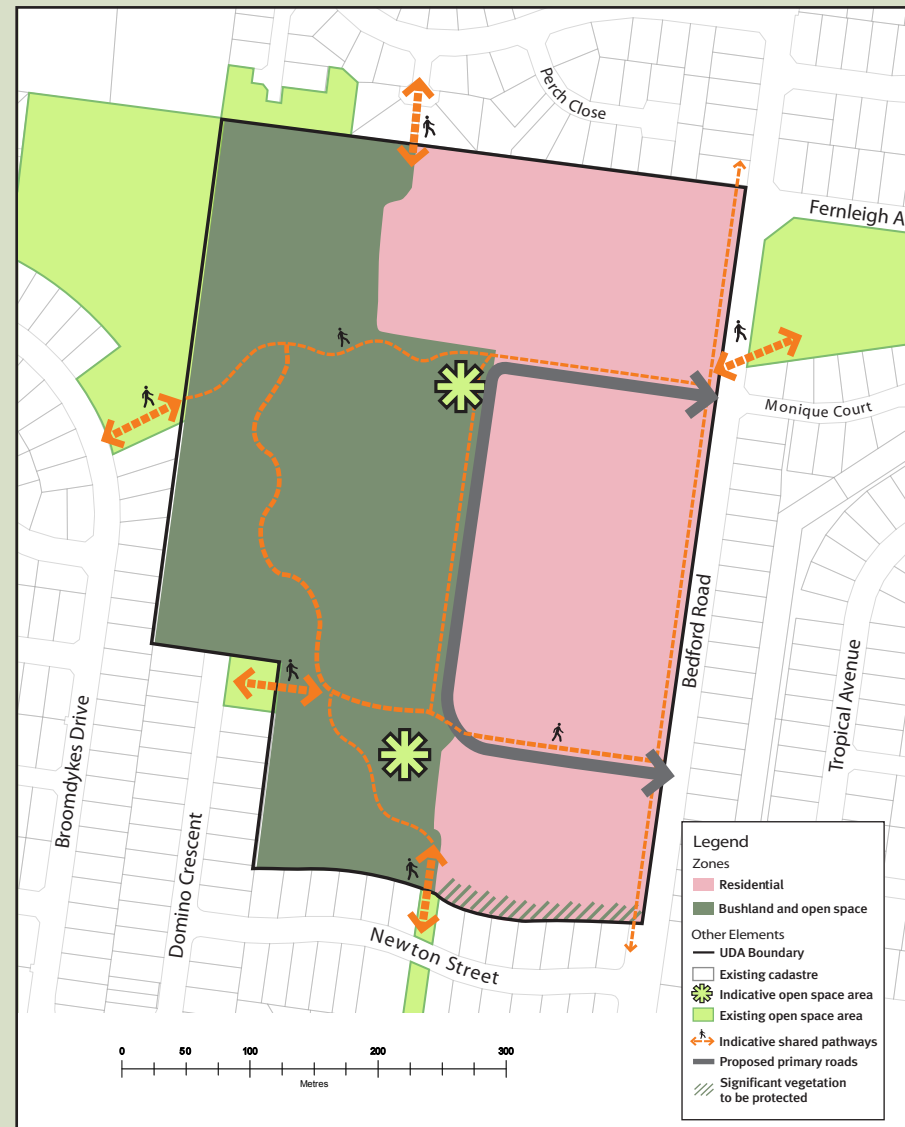 Perch Close
Fernleigh A
Monique Court
Bedford Road
Tropical Avenue
Broomdykes Drive
Domino Crescent
Newton Street
0 50 100 200 300
Metres
Legend
Zones
Residential
Bushland and open space
Other Elements
UDA Boundary
Existing cadastre
Indicative open space area
Existing open space area
Indicative shared pathways
Proposed primary roads
Significant vegetation
to be protected